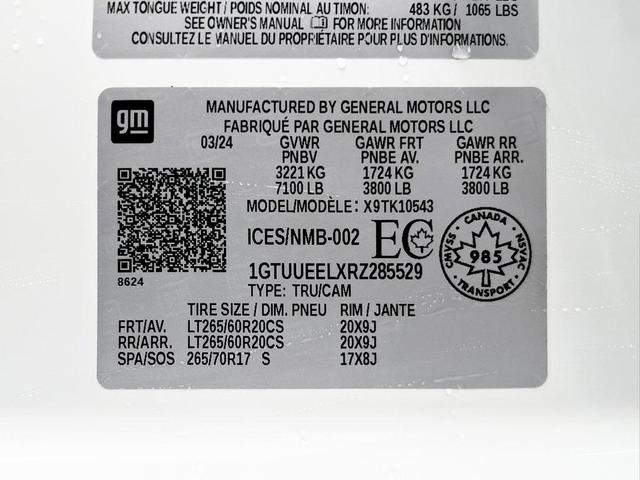 MAX TONGUE WEIGHT / POIDS NOMINAL AU TIMON: 483 KG / 1065 LBS
SEE OWNER'S MANUAL FOR MORE INFORMATION
CONSULTEZ LE MANUEL DU PROPRIÉTAIRE POUR PLUS D'INFORMATIONS.
gm
MANUFACTURED BY GENERAL MOTORS LLC
FABRIQUÉ PAR GENERAL MOTORS LLC
03/24 GVWR GAWR FRT GAWR RR
PNBV PNBE AV. PNBE ARR.
3221 KG 1724 KG 1724 KG
7100 LB 3800 LB 3800 LB
MODEL/MODÈLE: X9TK10543
ICES/NMB-002 EC
CANADA
CMVSS 985 NSVAC
TRANSPORT
8624
1GTUUEELXRZ285529
TYPE: TRU/CAM
TIRE SIZE / DIM. PNEU RIM / JANTE
FRT/AV. LT265/60R20CS 20X9J
RR/ARR. LT265/60R20CS 20X9J
SPA/SOS 265/70R17 S 17X8J